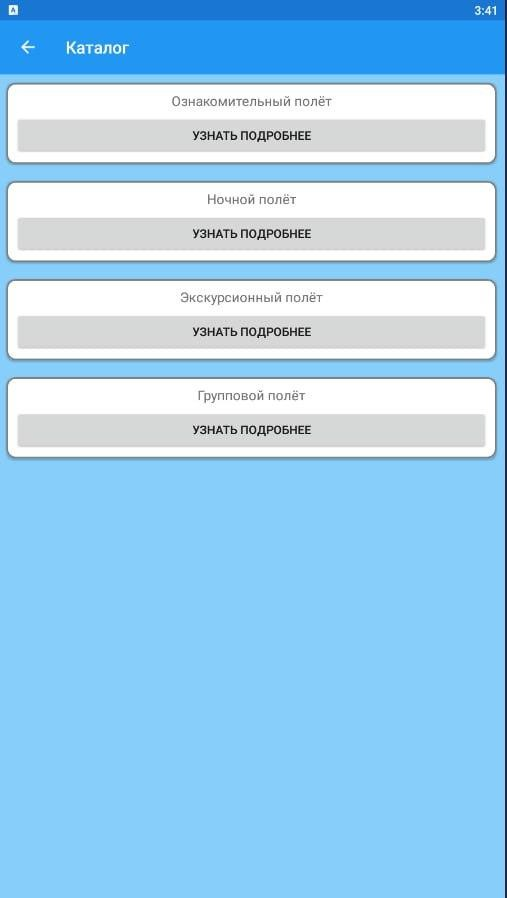 A
3:41
Каталог
Ознакомительный полёт
УЗНАТЬ ПОДРОБНЕЕ
Ночной полёт
УЗНАТЬ ПОДРОБНЕЕ
Экскурсионный полёт
УЗНАТЬ ПОДРОБНЕЕ
Групповой полёт
УЗНАТЬ ПОДРОБНЕЕ